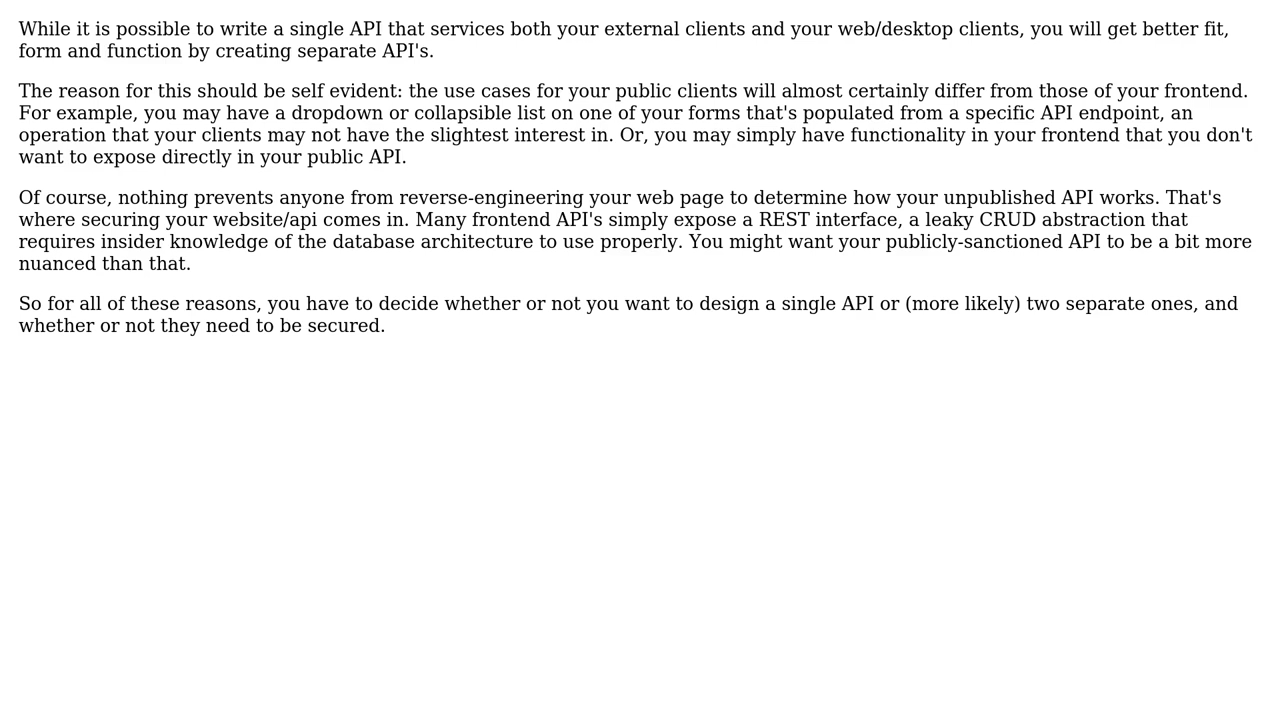 While it is possible to write a single API that services both your external clients and your web/desktop clients, you will get better fit,
form and function by creating separate API's.
The reason for this should be self evident: the use cases for your public clients will almost certainly differ from those of your frontend.
For example, you may have a dropdown or collapsible list on one of your forms that's populated from a specific API endpoint, an
operation that your clients may not have the slightest interest in. Or, you may simply have functionality in your frontend that you don't
want to expose directly in your public API.
Of course, nothing prevents anyone from reverse-engineering your web page to determine how your unpublished API works. That's
where securing your website/api comes in. Many frontend API's simply expose a REST interface, a leaky CRUD abstraction that
requires insider knowledge of the database architecture to use properly. You might want your publicly-sanctioned API to be a bit more
nuanced than that.
So for all of these reasons, you have to decide whether or not you want to design a single API or (more likely) two separate ones, and
whether or not they need to be secured.